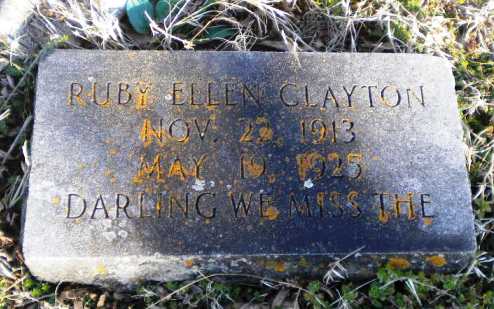 RUBY ELLEN CLAYTON
NOV. 22, 1913
MAY 19, 1925
DARLING WE MISS THE